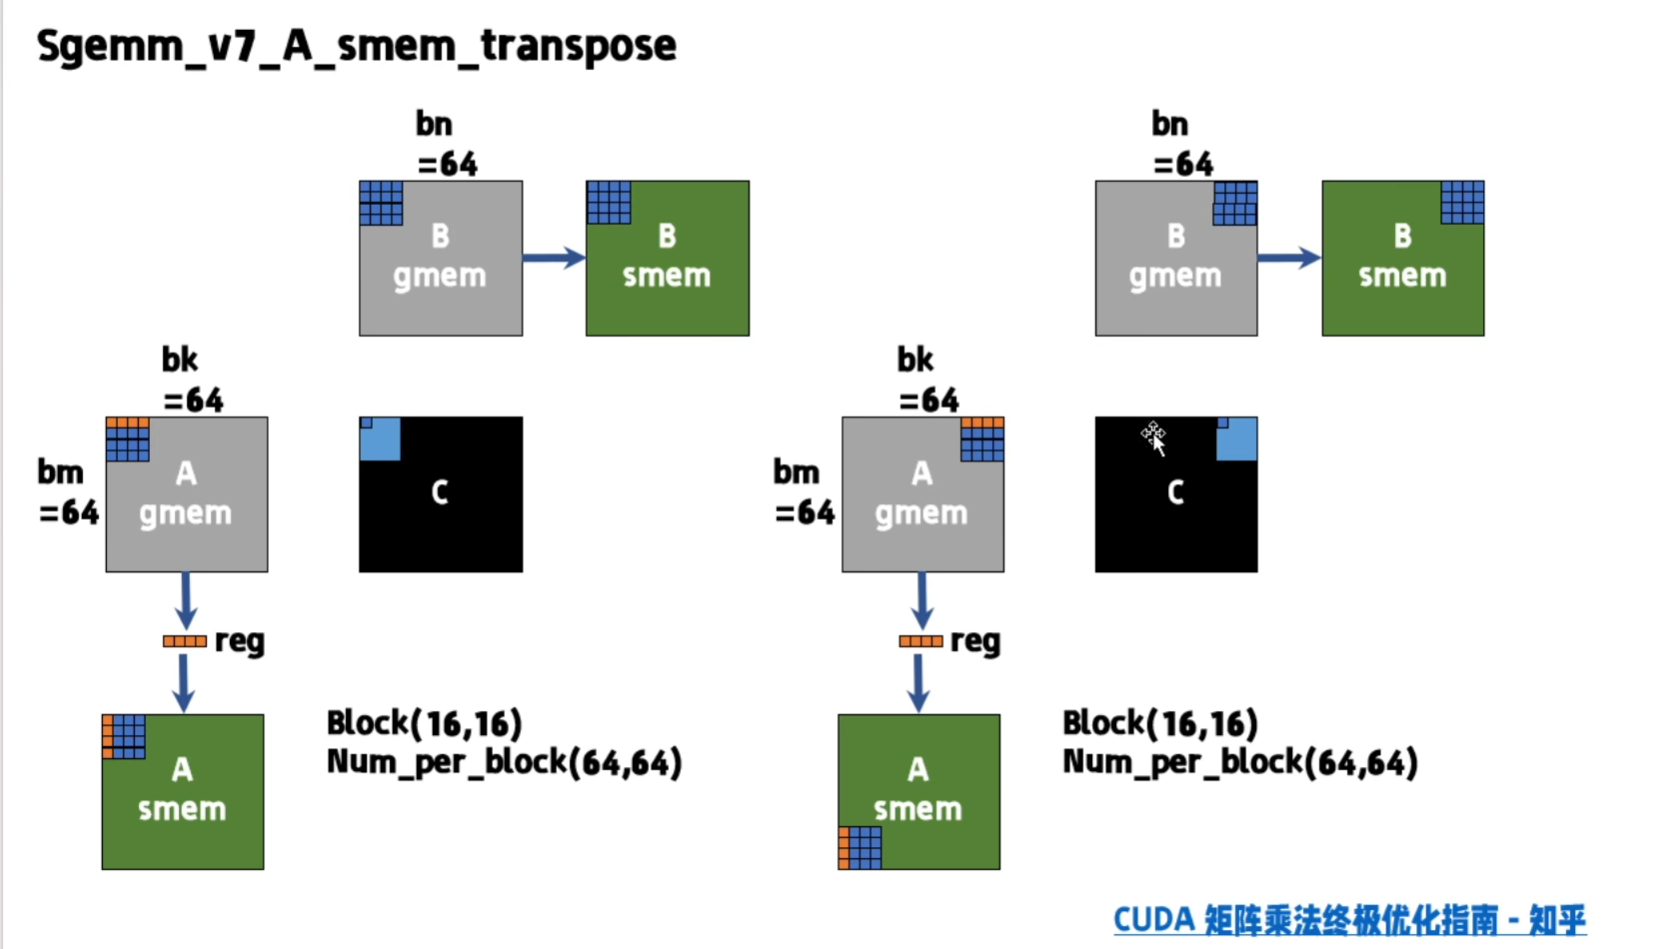 Sgemm_v7_A_smem_transpose
bn
=64
B
gmem
B
smem
bk
=64
bm
=64
A
gmem
C
reg
A
smem
Block(16,16)
Num_per_block(64,64)
bn
=64
B
gmem
B
smem
bk
=64
bm
=64
A
gmem
C
reg
A
smem
Block(16,16)
Num_per_block(64,64)
CUDA 矩阵乘法终极优化指南 - 知乎